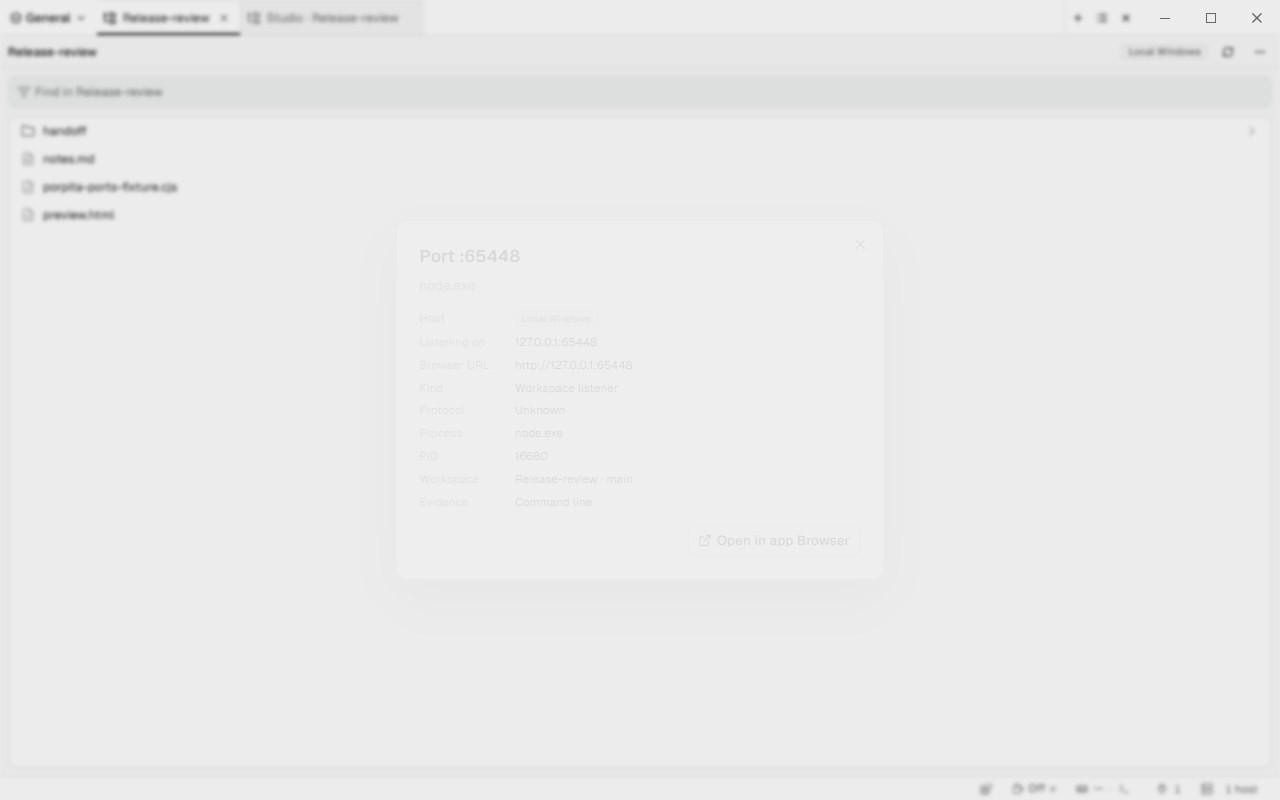 General
Release-review
Studio · Release-review
Release-review
Local Windows
Find in Release-review
handoff
notes.md
porpita-ports-fixture.cjs
preview.html
Port :65448
node.exe
Host Local Windows
Listening on 127.0.0.1:65448
Browser URL http://127.0.0.1:65448
Kind Workspace listener
Protocol Unknown
Process node.exe
PID 16680
Workspace Release-review · main
Evidence Command line
Open in app Browser
Off
1
1 host